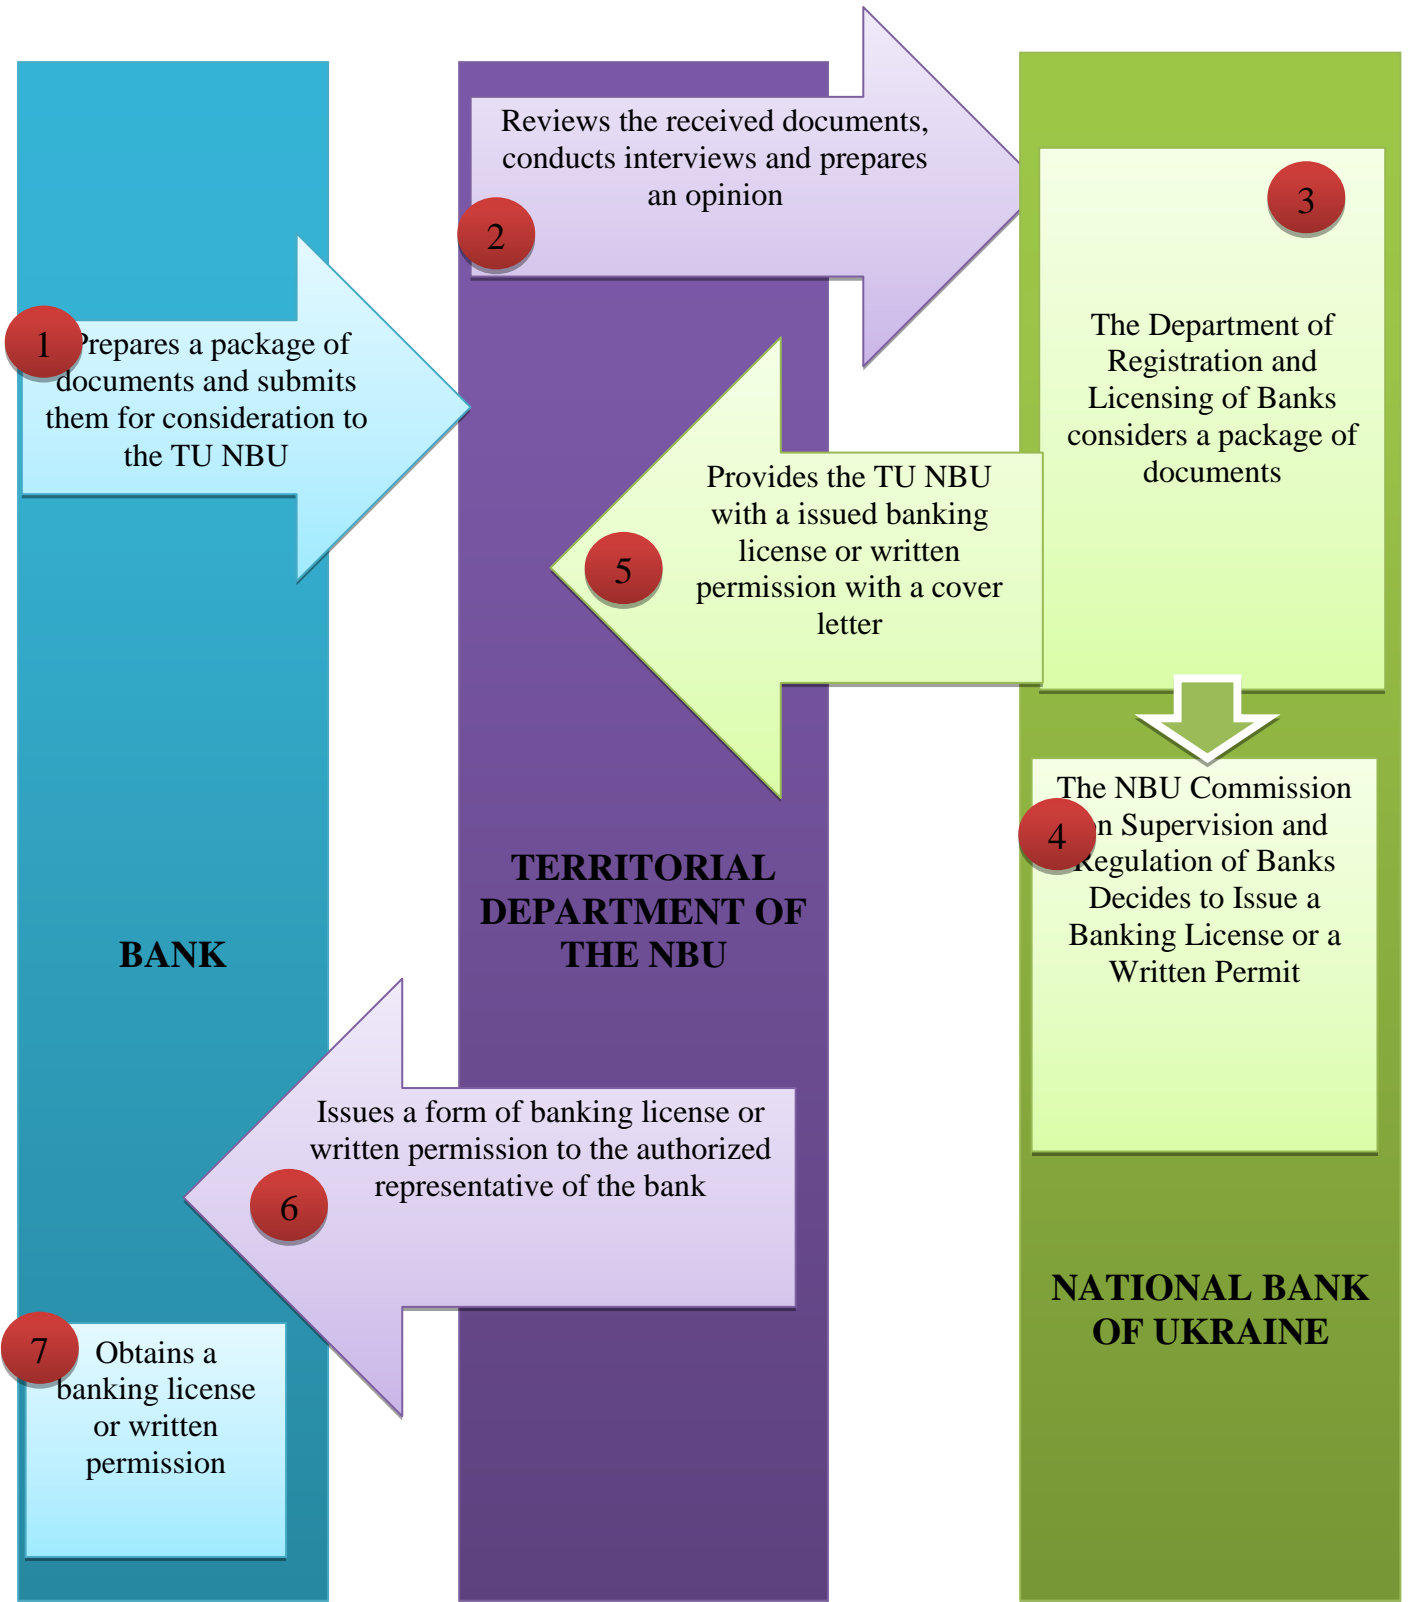 1
Prepares a package of
documents and submits
them for consideration to
the TU NBU
2
Reviews the received documents,
conducts interviews and prepares
an opinion
3
The Department of
Registration and
Licensing of Banks
considers a package of
documents
4
The NBU Commission
on Supervision and
Regulation of Banks
Decides to Issue a
Banking License or a
Written Permit
5
Provides the TU NBU
with a issued banking
license or written
permission with a cover
letter
BANK
TERRITORIAL
DEPARTMENT OF
THE NBU
6
Issues a form of banking license or
written permission to the authorized
representative of the bank
NATIONAL BANK
OF UKRAINE
7
Obtains a
banking license
or written
permission